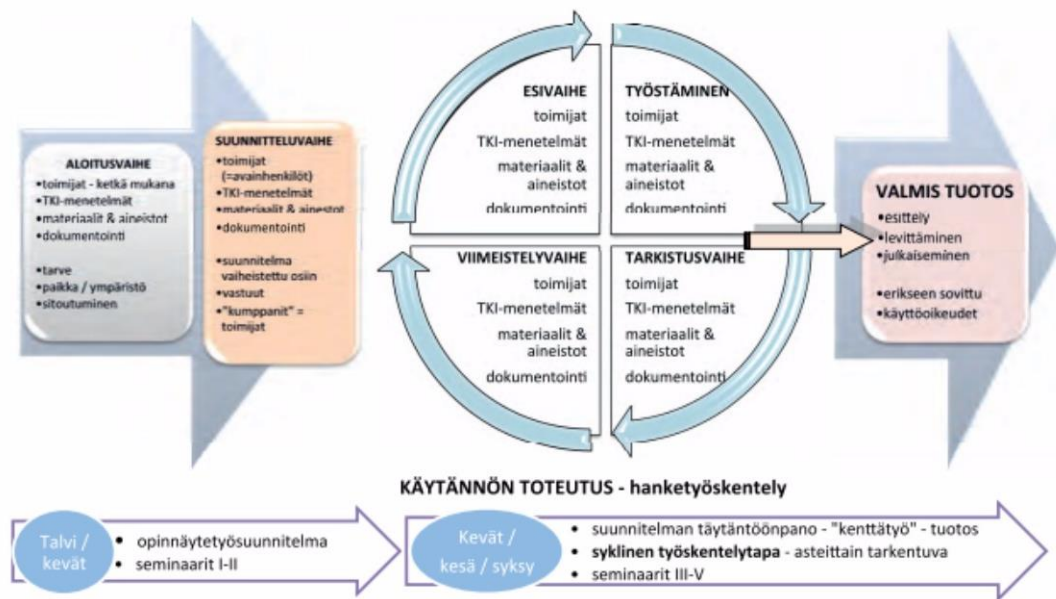 ALOITUSVAIHE
•toimijat - ketkä mukana
•TKI-menetelmät
•materiaalit & aineistot
•dokumentointi
•tarve
•paikka / ympäristö
•sitoutuminen
SUUNNITTELUVAIHE
•toimijat
(=avainhenkilöt)
•TKI-menetelmät
•materiaalit & ainestot
•dokumentointi
•suunnitelma
vaiheistettu osiin
•vastuut
•"kumppanit" =
toimijat
ESIVAIHE
toimijat
TKI-menetelmät
materiaalit &
aineistot
dokumentointi
TYÖSTÄMINEN
toimijat
TKI-menetelmät
materiaalit &
aineistot
dokumentointi
VIIMEISTELYVAIHE
toimijat
TKI-menetelmät
materiaalit &
aineistot
dokumentointi
TARKISTUSVAIHE
toimijat
TKI-menetelmät
materiaalit &
aineistot
dokumentointi
VALMIS TUOTOS
•esittely
•levittäminen
•julkaiseminen
•erikseen sovittu
•käyttöoikeudet
KÄYTÄNNÖN TOTEUTUS - hanketyöskentely
Talvi /
kevät
• opinnäytetyösuunnitelma
• seminaarit I-II
Kevät /
kesä / syksy
• suunnitelman täytäntöönpano - "kenttätyö" - tuotos
• syklinen työskentelytapa - asteittain tarkentuva
• seminaarit III-V